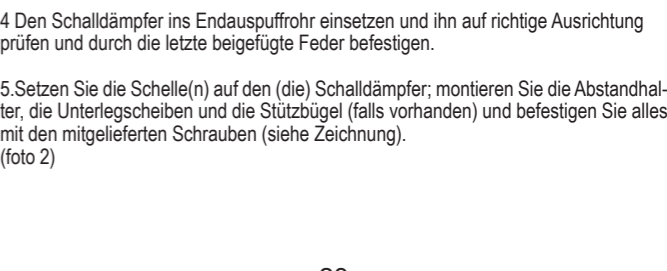 4 Den Schalldämpfer ins Endauspuffrohr einsetzen und ihn auf richtige Ausrichtung
prüfen und durch die letzte beigefügte Feder befestigen.
5.Setzen Sie die Schelle(n) auf den (die) Schalldämpfer; montieren Sie die Abstandhal-
ter, die Unterlegscheiben und die Stützbügel (falls vorhanden) und befestigen Sie alles
mit den mitgelieferten Schrauben (siehe Zeichnung).
(foto 2)